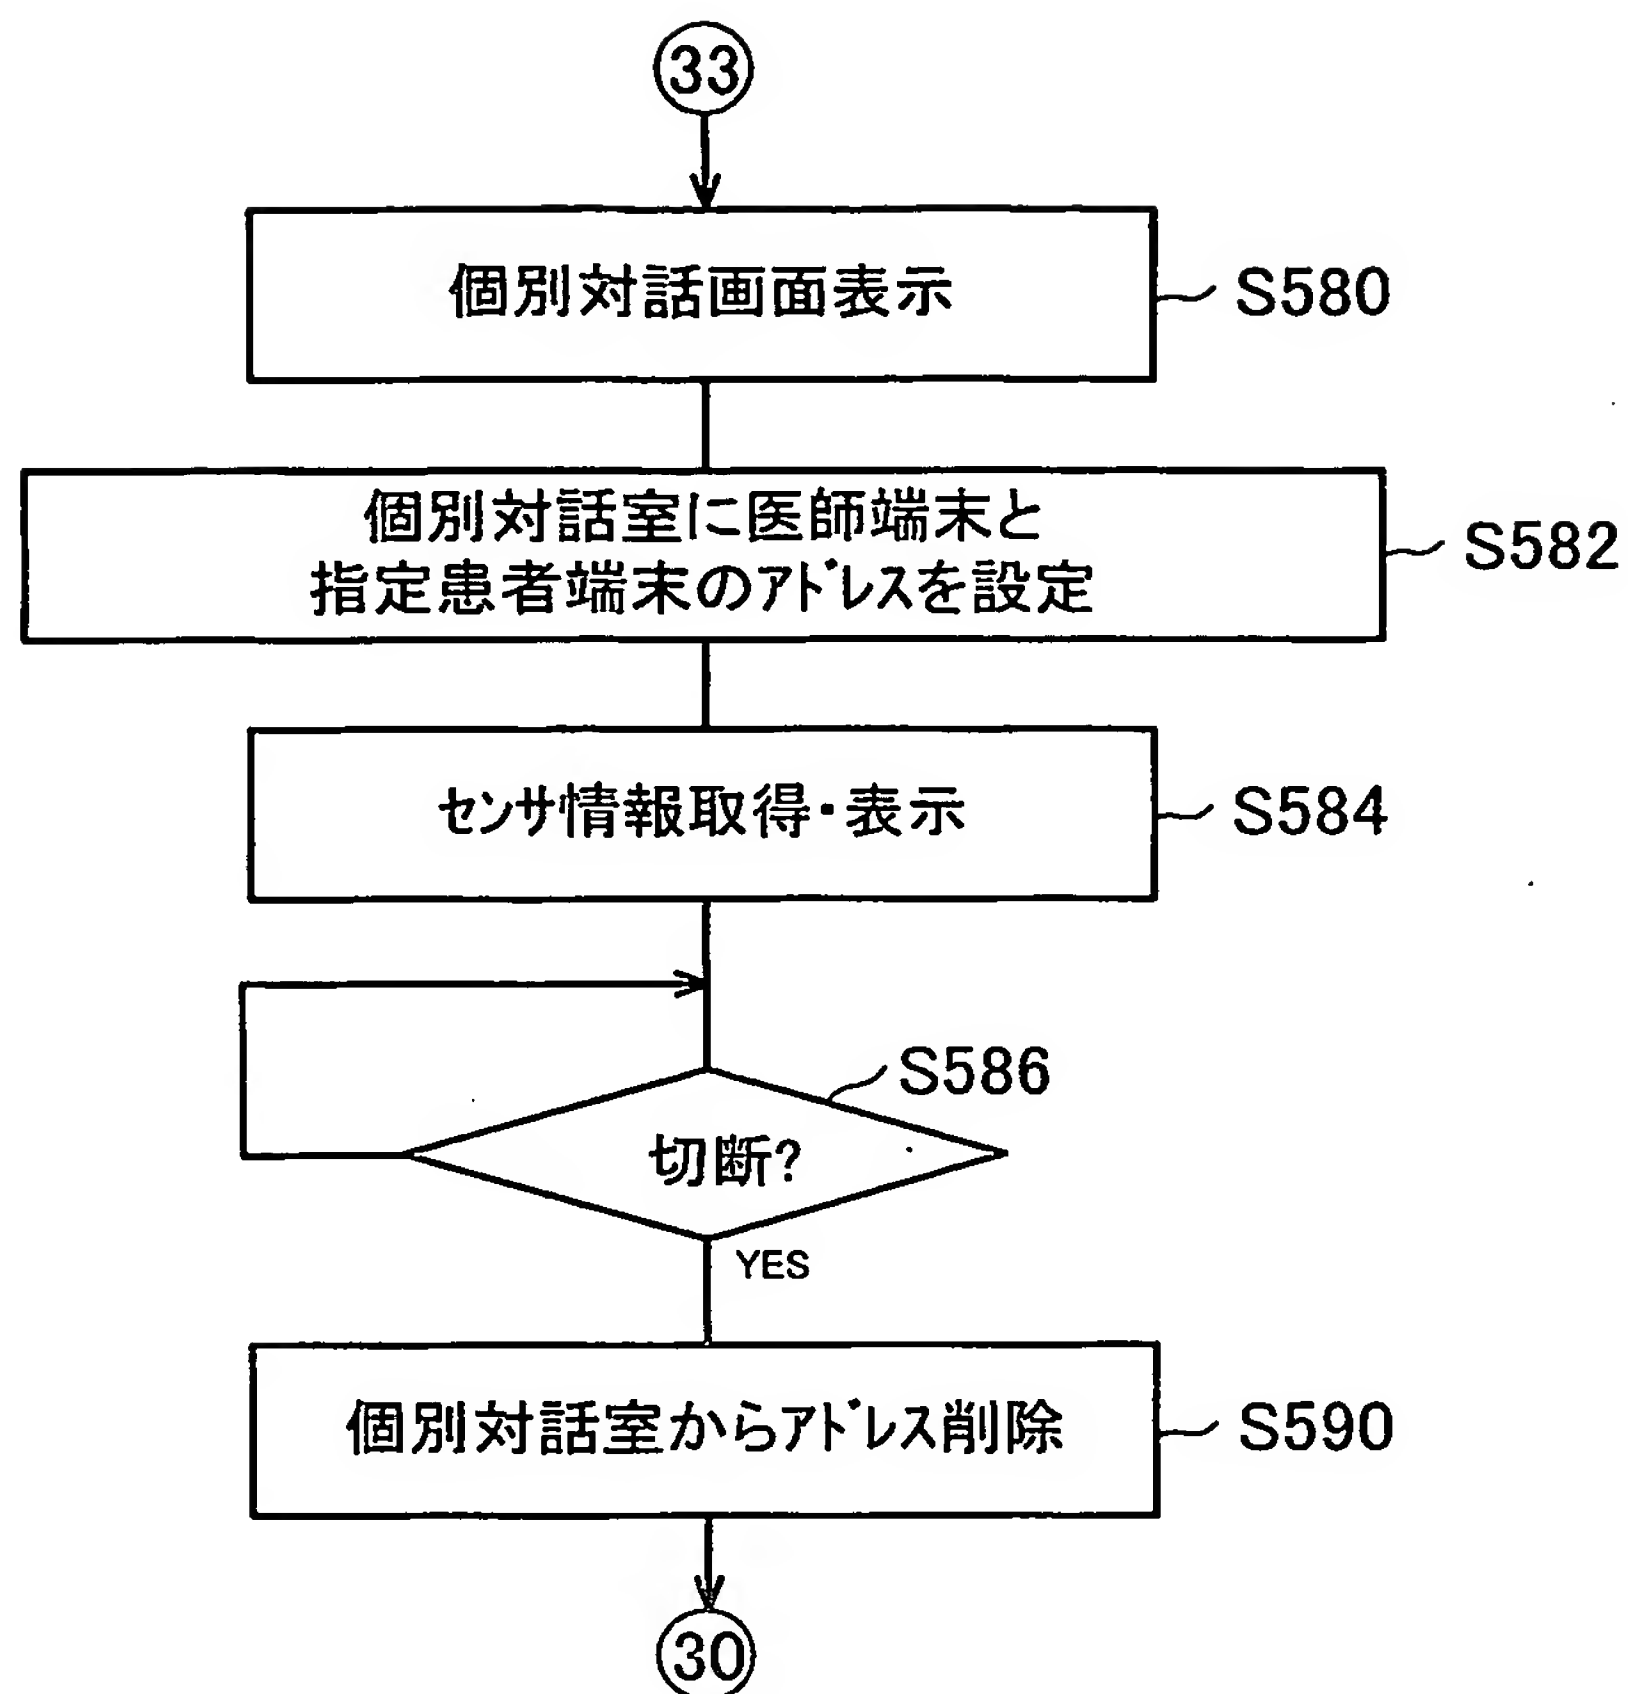 33
個別対話画面表示
S580
個別対話室に医師端末と
指定患者端末のアドレスを設定
S582
センサ情報取得・表示
S584
S586
切断?
YES
個別対話室からアドレス削除
S590
30